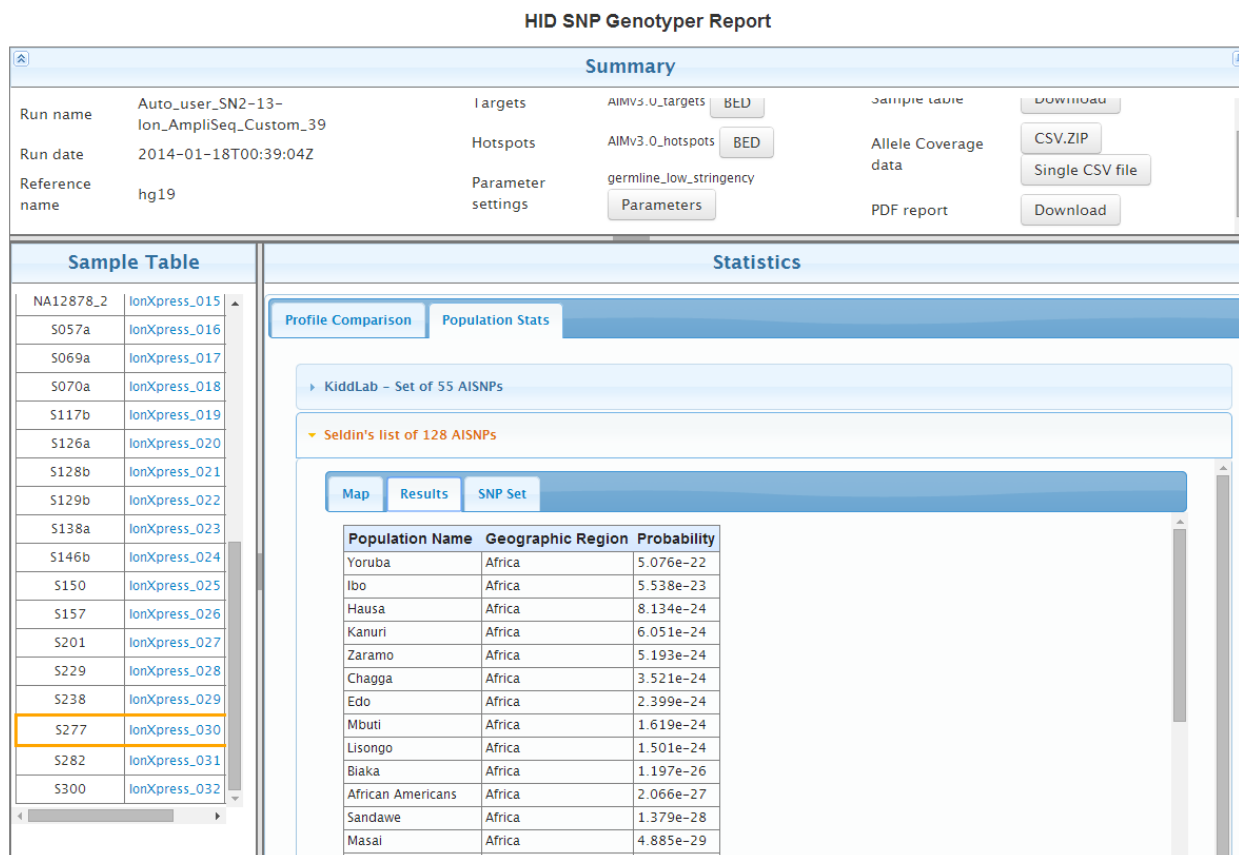 HID SNP Genotyper Report
Summary
Run name
Auto_user_SN2-13-
Ion_AmpliSeq_Custom_39
Run date 2014-01-18T00:39:04Z
Reference
name
hg19
Targets AIMv3.0_targets BED
Hotspots AIMv3.0_hotspots BED
Parameter
settings
germline_low_stringency
Parameters
Sample table Download
Allele Coverage
data
CSV.ZIP
Single CSV file
PDF report Download
Sample Table
NA12878_2 IonXpress_015
S057a IonXpress_016
S069a IonXpress_017
S070a IonXpress_018
S117b IonXpress_019
S126a IonXpress_020
S128b IonXpress_021
S129b IonXpress_022
S138a IonXpress_023
S146b IonXpress_024
S150 IonXpress_025
S157 IonXpress_026
S201 IonXpress_027
S229 IonXpress_028
S238 IonXpress_029
S277 IonXpress_030
S282 IonXpress_031
S300 IonXpress_032
Statistics
Profile Comparison Population Stats
KiddLab - Set of 55 AISNPs
Seldin's list of 128 AISNPs
Map Results SNP Set
Population Name Geographic Region Probability
Yoruba Africa 5.076e-22
Ibo Africa 5.538e-23
Hausa Africa 8.134e-24
Kanuri Africa 6.051e-24
Zaramo Africa 5.193e-24
Chagga Africa 3.521e-24
Edo Africa 2.399e-24
Mbuti Africa 1.619e-24
Lisongo Africa 1.501e-24
Biaka Africa 1.197e-26
African Americans Africa 2.066e-27
Sandawe Africa 1.379e-28
Masai Africa 4.885e-29